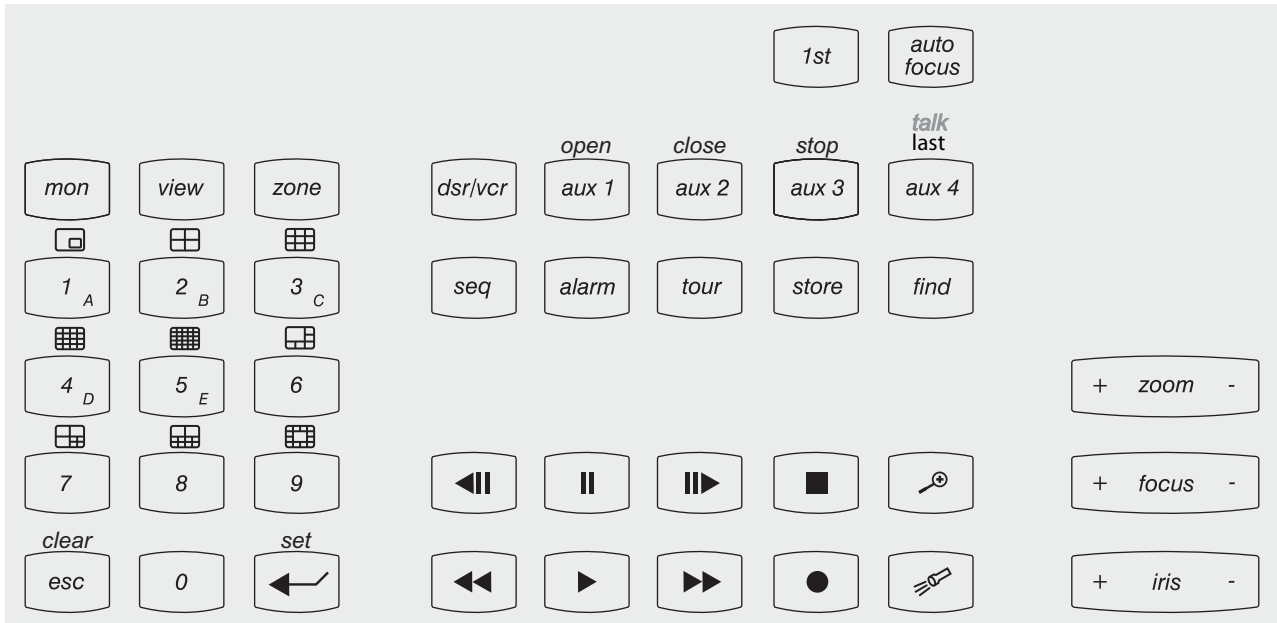 1st
auto
focus
talk
last
open
close
stop
mon
view
zone
dsr/vcr
aux 1
aux 2
aux 3
aux 4
1 A
2 B
3 C
seq
alarm
tour
store
find
4 D
5 E
6
+ zoom -
7
8
9
+ focus -
clear
set
esc
0
+ iris -